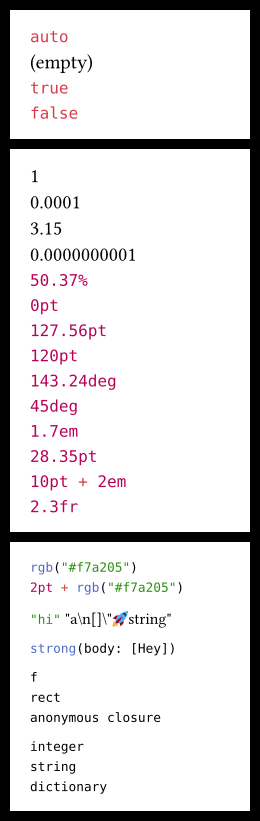 auto
(empty)
true
false
1
0.0001
3.15
0.0000000001
50.37%
0pt
127.56pt
120pt
143.24deg
45deg
1.7em
28.35pt
10pt + 2em
2.3fr
rgb("#f7a205")
2pt + rgb("#f7a205")
"hi" "a\n[]\"🚀string"
strong(body: [Hey])
f
rect
anonymous closure
integer
string
dictionary